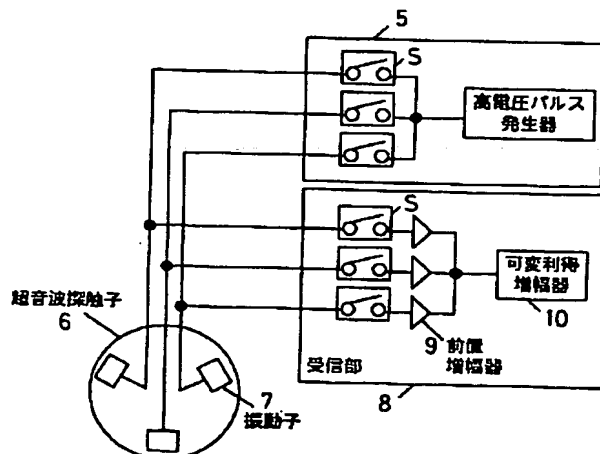 5
S
高電圧パルス
発生器
S
可変利得
増幅器
10
9 前置
増幅器
受信部
8
超音波探触子
6
7
振動子